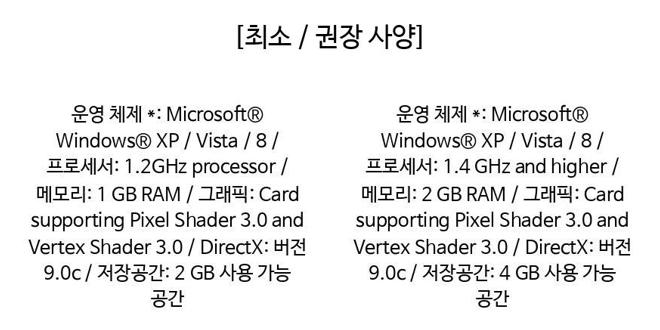 [최소 / 권장 사양]
운영 체제 *: Microsoft®
Windows® XP / Vista / 8 /
프로세서: 1.2GHz processor /
메모리: 1 GB RAM / 그래픽: Card
supporting Pixel Shader 3.0 and
Vertex Shader 3.0 / DirectX: 버전
9.0c / 저장공간: 2 GB 사용 가능
공간
운영 체제 *: Microsoft®
Windows® XP / Vista / 8 /
프로세서: 1.4 GHz and higher /
메모리: 2 GB RAM / 그래픽: Card
supporting Pixel Shader 3.0 and
Vertex Shader 3.0 / DirectX: 버전
9.0c / 저장공간: 4 GB 사용 가능
공간